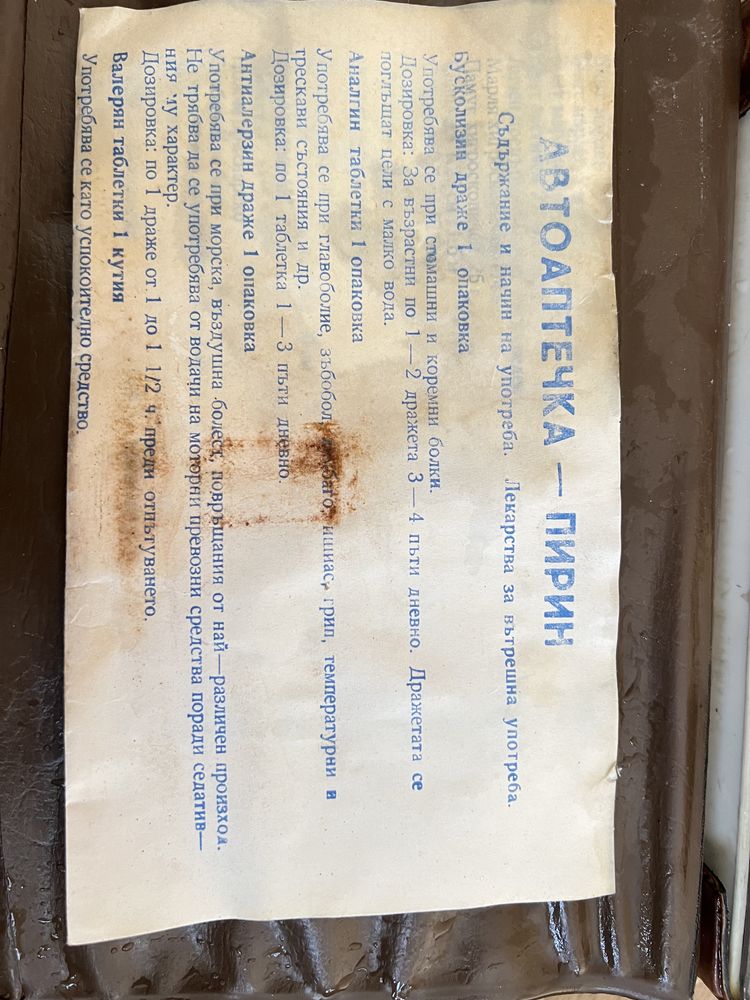 АВТОАПТЕЧКА — ПИРИН
Съдържание и начин на употреба. Лекарства за вътрешна употреба.
Бусколизин драже 1 опаковка
Употребява се при стомашни и коремни болки.
Дозировка: За възрастни по 1 — 2 дражета 3 — 4 пъти дневно. Дражетата се
поглъщат цели с малко вода.
Аналгин таблетки 1 опаковка
Употребява се при главоболие, зъбобол ишиас, грип, температурни и
трескави състояния и др.
Дозировка: по 1 таблетка 1 — 3 пъти дневно.
Антиалерзин драже 1 опаковка
Употребява се при морска, въздушна болест, повръщания от най—различен произход.
Не трябва да се употребява от водачи на моторни превозни средства поради седатив—
ния му характер.
Дозировка: по 1 драже от 1 до 1 1/2 ч. преди отпътуването.
Валерян таблетки 1 кутия
Употребява се като успокоително средство.